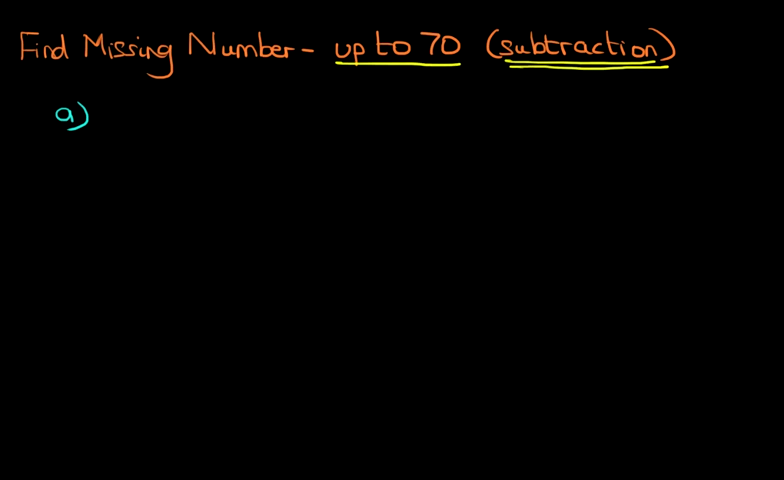 Find Missing Number- up to 70 (subtraction)
a)